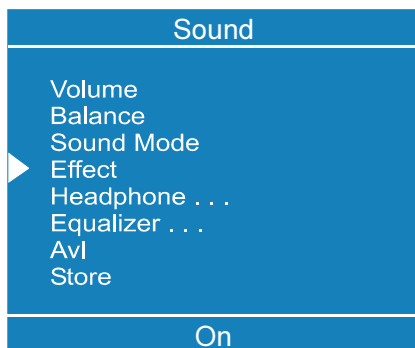 Sound
Volume
Balance
Sound Mode
Effect
Headphone . . .
Equalizer . . .
Avl
Store
On